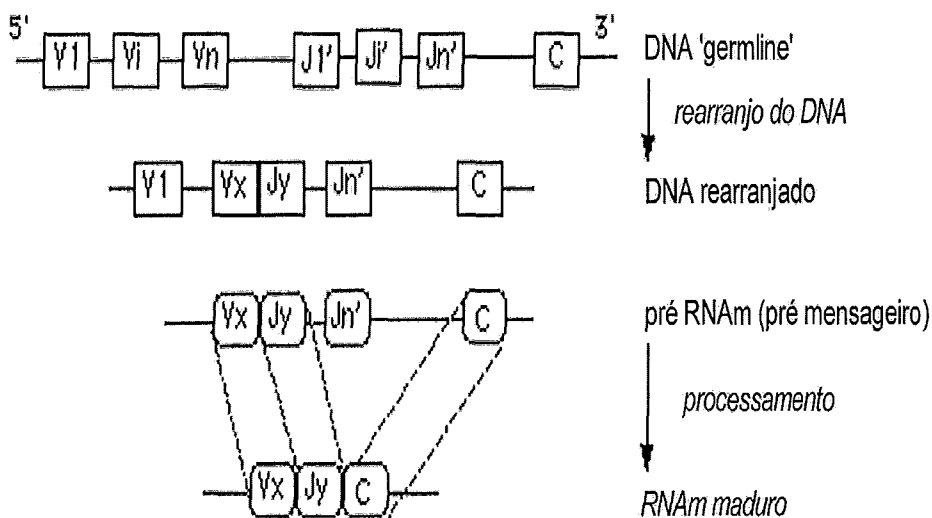 5' 3'
V1 Vi Vn J1' Ji' Jn' C DNA 'germline'
rearranjo do DNA
V1 Vx Jy Jn' C DNA rearranjado
Vx Jy Jn' C pré RNAm (pré mensageiro)
processamento
Vx Jy C RNAm maduro